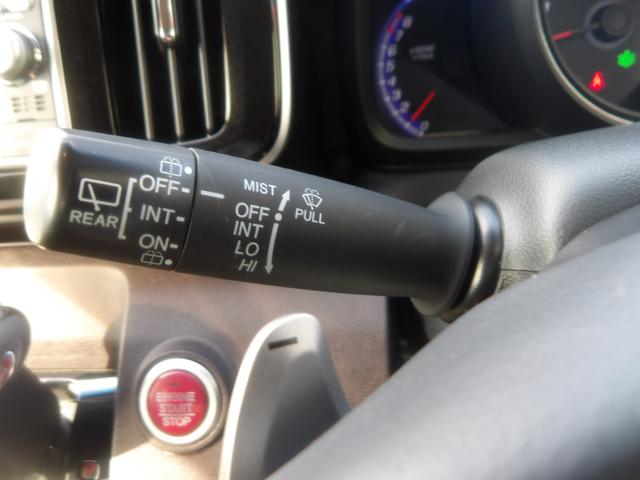 REAR
OFF
INT
ON
MIST
OFF
INT
LO
HI
PULL
ENGINE
START
STOP